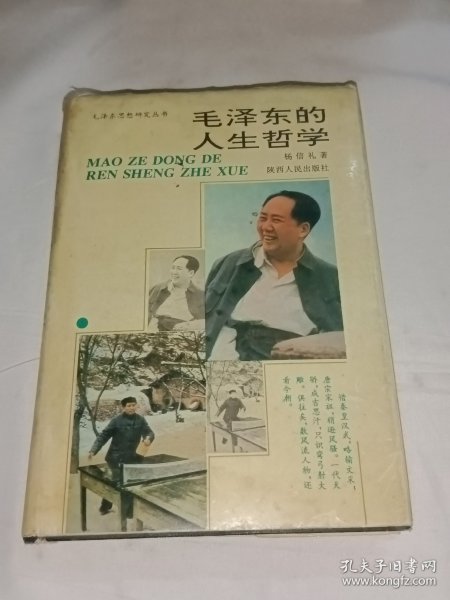 毛泽东思想研究丛书
毛泽东的
人生哲学
MAO ZE DONG DE
REN SHENG ZHE XUE
杨信礼 著
陕西人民出版社
惜秦皇汉武，略输文采；
唐宗宋祖，稍逊风骚。一代天
骄，成吉思汗，只识弯弓射大
雕。俱往矣，数风流人物，还
看今朝。
孔夫子旧书网
www.kongfz.com